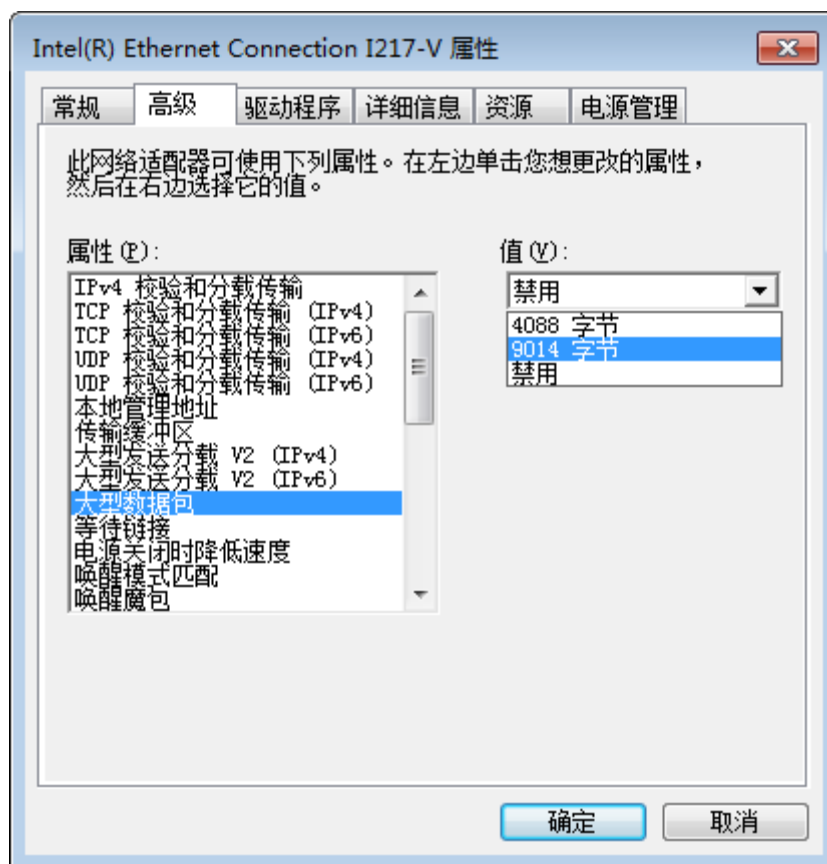 Intel(R) Ethernet Connection I217-V 属性
常规 高级 驱动程序 详细信息 资源 电源管理
此网络适配器可使用下列属性。在左边单击您想更改的属性，
然后在右边选择它的值。
属性(P):
IPv4 校验和分载传输
TCP 校验和分载传输 (IPv4)
TCP 校验和分载传输 (IPv6)
UDP 校验和分载传输 (IPv4)
UDP 校验和分载传输 (IPv6)
本地管理地址
传输缓冲区
大型发送分载 V2 (IPv4)
大型发送分载 V2 (IPv6)
大型数据包
等待链接
电源关闭时降低速度
唤醒模式匹配
唤醒魔包
值(V):
禁用
4088 字节
9014 字节
禁用
确定 取消